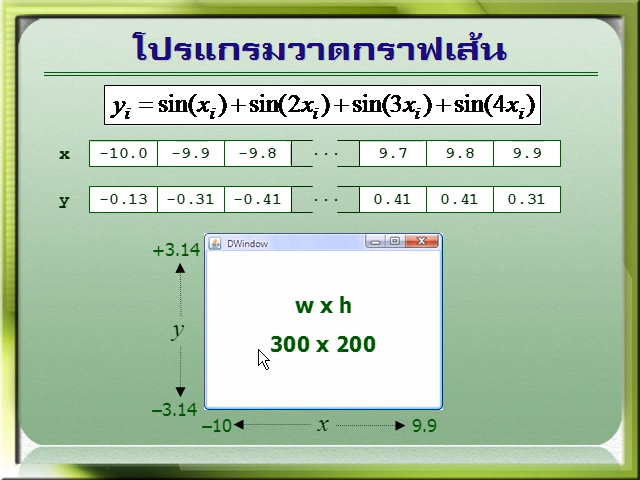 โปรแกรมวาดกราฟเส้น
yᵢ = sin(xᵢ) + sin(2xᵢ) + sin(3xᵢ) + sin(4xᵢ)
x -10.0 -9.9 -9.8 ... 9.7 9.8 9.9
y -0.13 -0.31 -0.41 ... 0.41 0.41 0.31
DWindow
+3.14
w x h
y
300 x 200
–3.14
–10 x 9.9